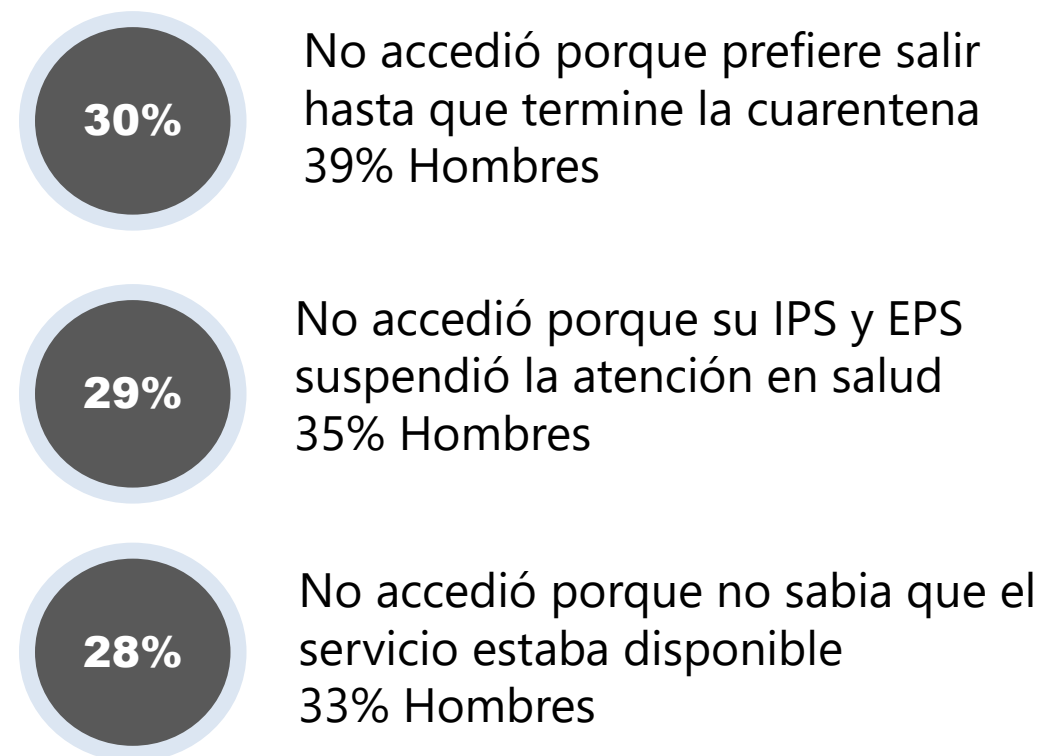 30%
No accedió porque prefiere salir
hasta que termine la cuarentena
39% Hombres
29%
No accedió porque su IPS y EPS
suspendió la atención en salud
35% Hombres
28%
No accedió porque no sabia que el
servicio estaba disponible
33% Hombres